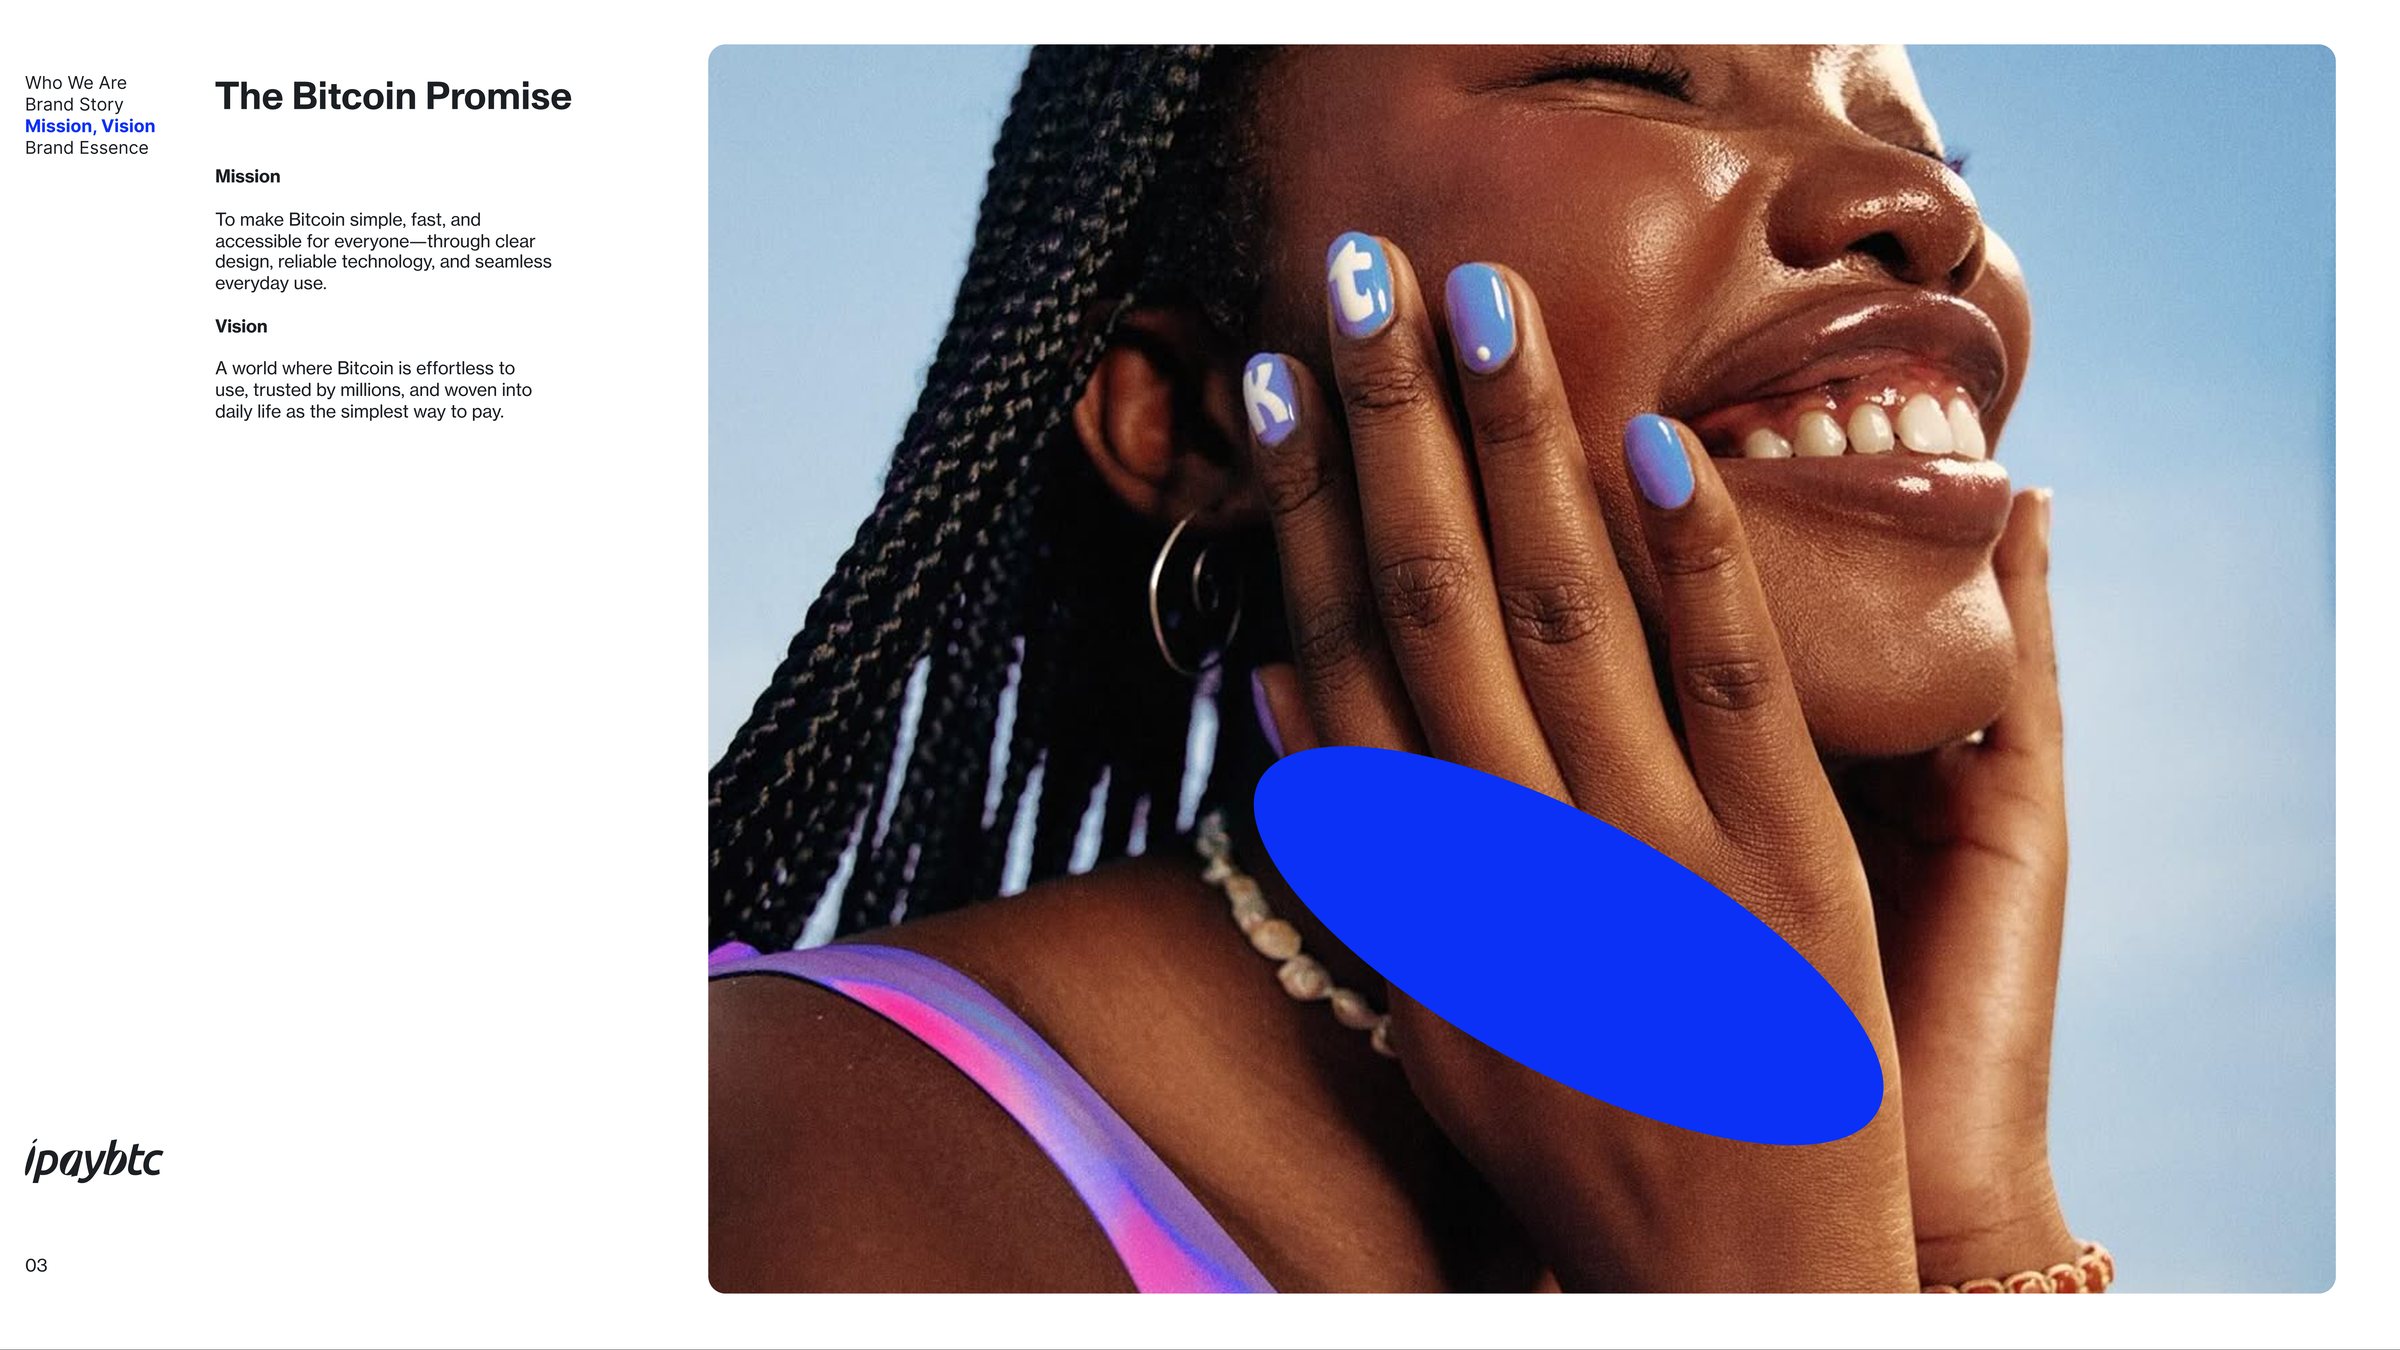 Who We Are
Brand Story
Mission, Vision
Brand Essence
The Bitcoin Promise
Mission
To make Bitcoin simple, fast, and
accessible for everyone—through clear
design, reliable technology, and seamless
everyday use.
Vision
A world where Bitcoin is effortless to
use, trusted by millions, and woven into
daily life as the simplest way to pay.
ipaybtc
03
k
t